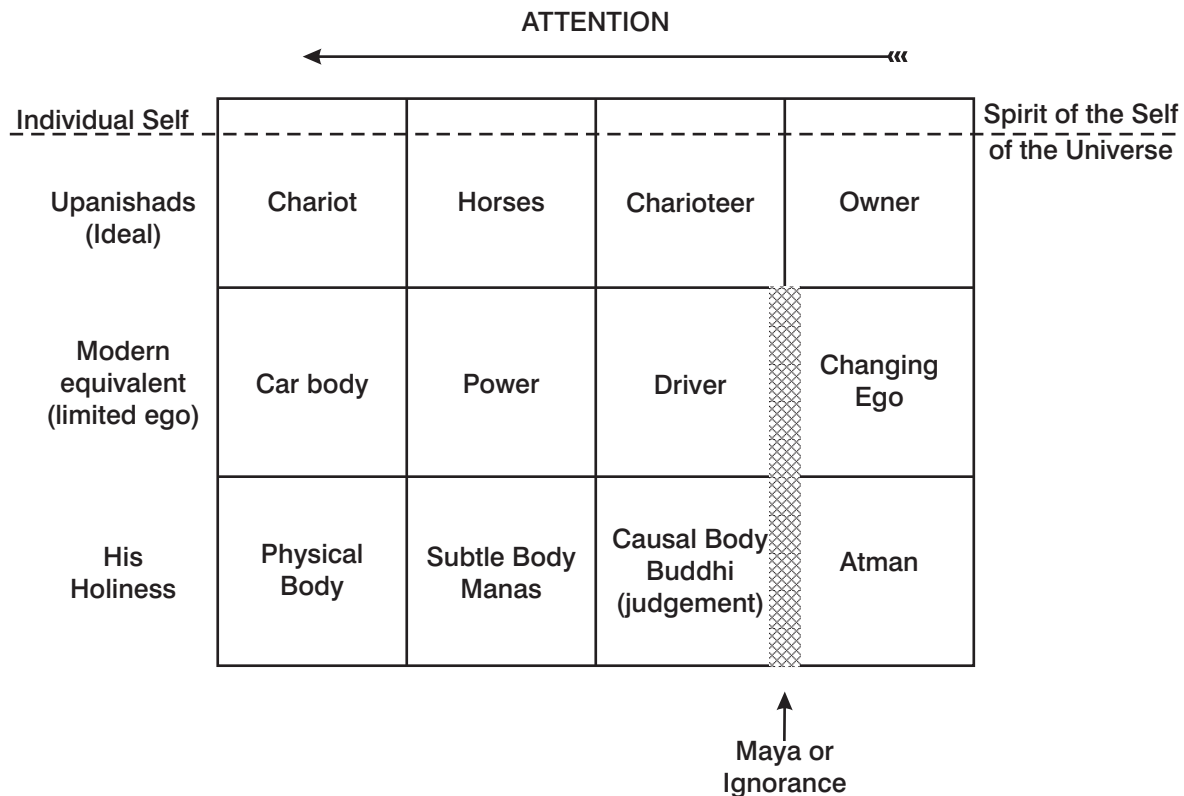 ATTENTION
Individual Self
Spirit of the Self
of the Universe
Upanishads
(Ideal)
Chariot
Horses
Charioteer
Owner
Modern
equivalent
(limited ego)
Car body
Power
Driver
Changing
Ego
His
Holiness
Physical
Body
Subtle Body
Manas
Causal Body
Buddhi
(judgement)
Atman
Maya or
Ignorance